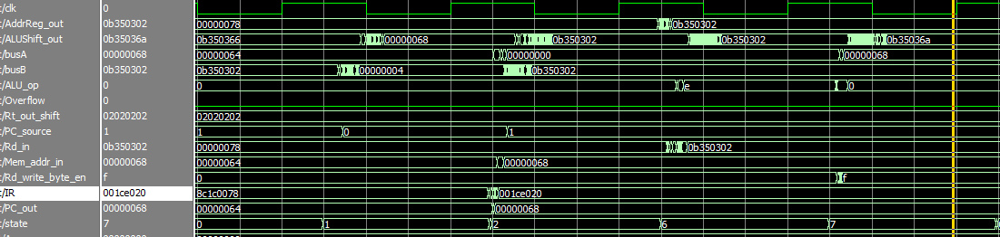 t/clk 0
t/AddrReg_out 0b350302 00000078 0b350302
t/ALUShift_out 0b35036a 0b350366 00000068 0b350302 0b350302 0b35036a
t/busA 00000068 00000064 00000000 00000068
t/busB 0b350302 0b350302 00000004 0b350302
t/ALU_op 0 0 e 0
t/Overflow 0
t/Rt_out_shift 02020202 02020202
t/PC_source 1 1 0 1
t/Rd_in 0b350302 00000078 0b350302
t/Mem_addr_in 00000068 00000064 00000068
t/Rd_write_byte_en f 0 f
t/IR 001ce020 8c1c0078 001ce020
t/PC_out 00000068 00000064 00000068
t/state 7 0 1 2 6 7